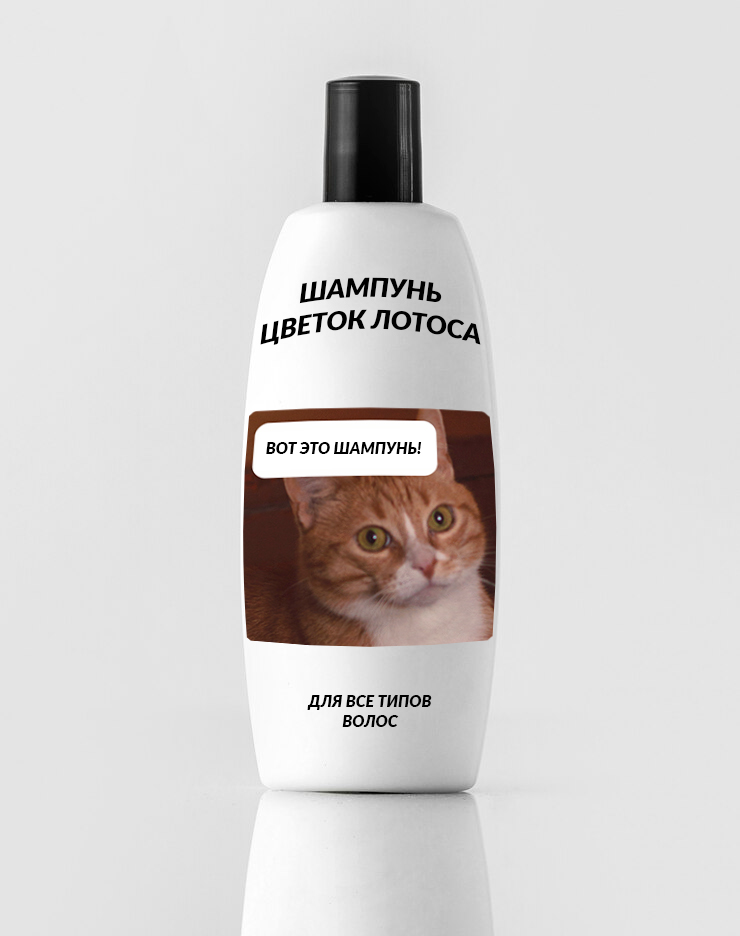 ШАМПУНЬ
ЦВЕТОК ЛОТОСА
ВОТ ЭТО ШАМПУНЬ!
ДЛЯ ВСЕ ТИПОВ
ВОЛОС